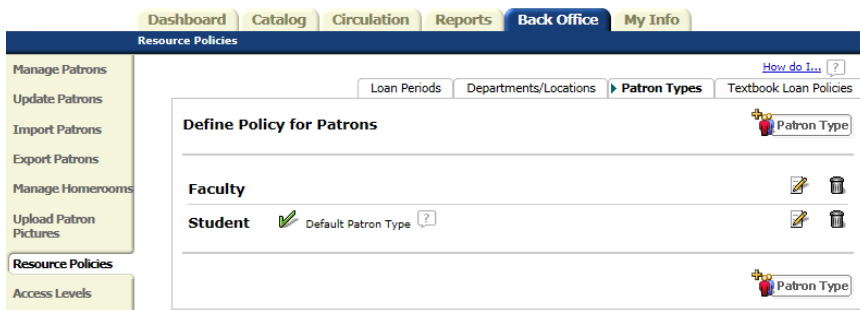 Dashboard Catalog Circulation Reports Back Office My Info
Resource Policies
Manage Patrons
Update Patrons
Import Patrons
Export Patrons
Manage Homerooms
Upload Patron
Pictures
Resource Policies
Access Levels
How do I... ?
Loan Periods Departments/Locations Patron Types Textbook Loan Policies
Define Policy for Patrons
Patron Type
Faculty
Student Default Patron Type ?
Patron Type